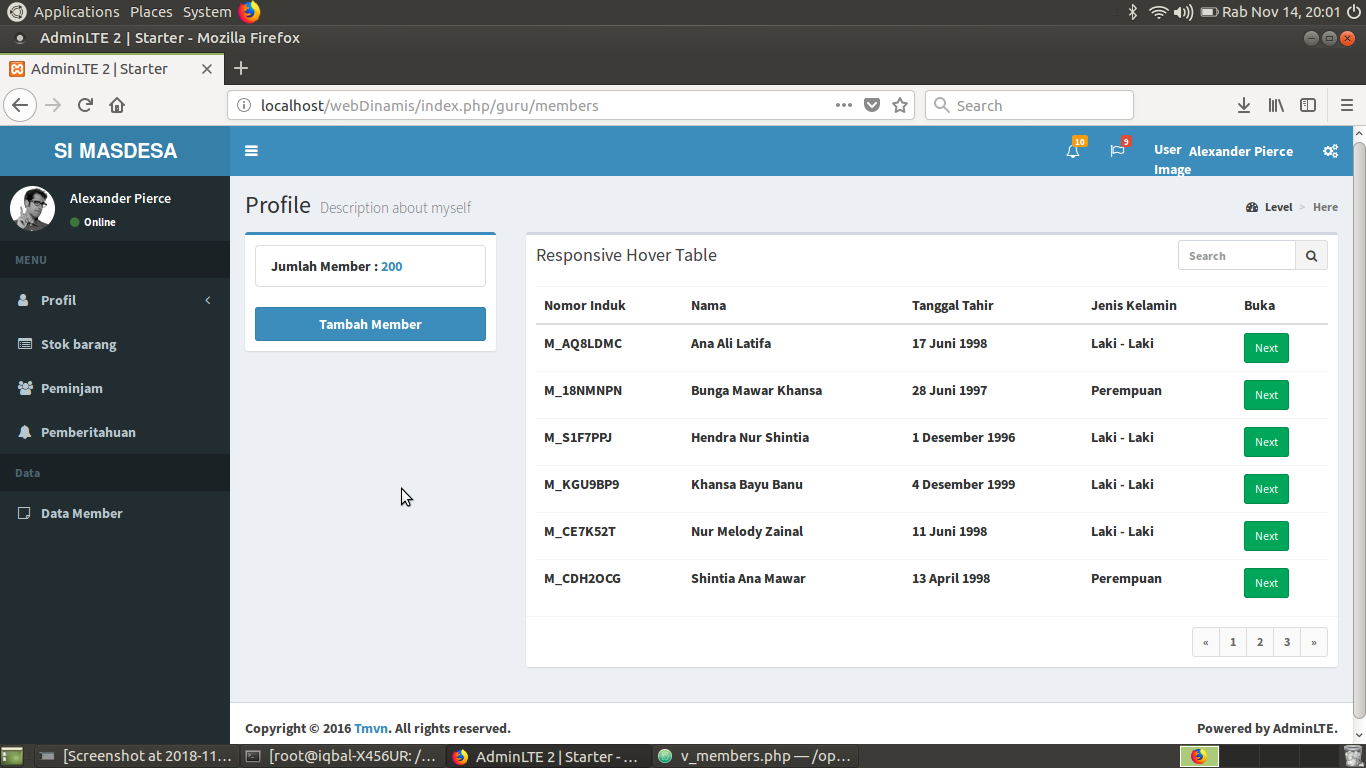 Applications Places System Rab Nov 14, 20:01
AdminLTE 2 | Starter - Mozilla Firefox
AdminLTE 2 | Starter
localhost/webDinamis/index.php/guru/members Search
SI MASDESA 10 9 User Image Alexander Pierce
Alexander Pierce
Online
MENU
Profil
Stok barang
Peminjam
Pemberitahuan
Data
Data Member
Profile Description about myself Level > Here
Jumlah Member : 200
Tambah Member
Responsive Hover Table Search
Nomor Induk Nama Tanggal Tahir Jenis Kelamin Buka
M_AQ8LDMC Ana Ali Latifa 17 Juni 1998 Laki - Laki Next
M_18NMNPN Bunga Mawar Khansa 28 Juni 1997 Perempuan Next
M_S1F7PPJ Hendra Nur Shintia 1 Desember 1996 Laki - Laki Next
M_KGU9BP9 Khansa Bayu Banu 4 Desember 1999 Laki - Laki Next
M_CE7K52T Nur Melody Zainal 11 Juni 1998 Laki - Laki Next
M_CDH2OCG Shintia Ana Mawar 13 April 1998 Perempuan Next
« 1 2 3 »
Copyright © 2016 Tmvn. All rights reserved. Powered by AdminLTE.
[Screenshot at 2018-11... [root@iqbal-X456UR: /... AdminLTE 2 | Starter - ... v_members.php — /op...